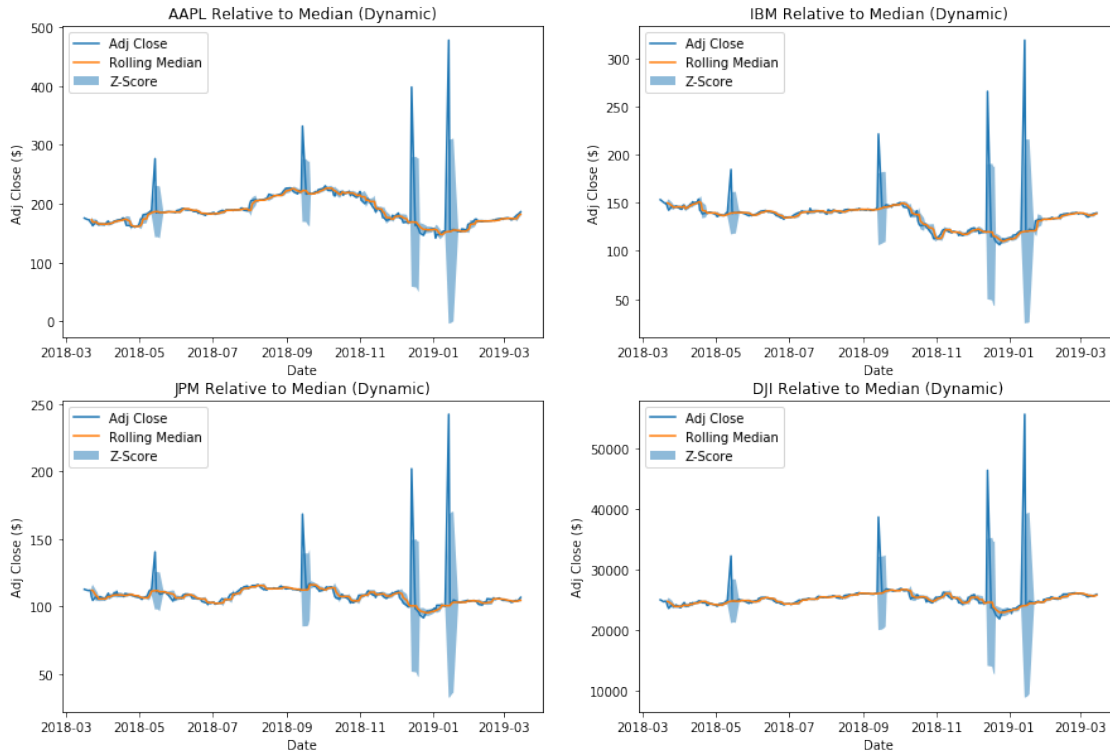 AAPL Relative to Median (Dynamic)
500
400
300
200
100
0
Adj Close ($)
Adj Close
Rolling Median
Z-Score
2018-03 2018-05 2018-07 2018-09 2018-11 2019-01 2019-03
Date
IBM Relative to Median (Dynamic)
300
250
200
150
100
50
Adj Close ($)
Adj Close
Rolling Median
Z-Score
2018-03 2018-05 2018-07 2018-09 2018-11 2019-01 2019-03
Date
JPM Relative to Median (Dynamic)
250
200
150
100
50
Adj Close ($)
Adj Close
Rolling Median
Z-Score
2018-03 2018-05 2018-07 2018-09 2018-11 2019-01 2019-03
Date
DJI Relative to Median (Dynamic)
50000
40000
30000
20000
10000
Adj Close ($)
Adj Close
Rolling Median
Z-Score
2018-03 2018-05 2018-07 2018-09 2018-11 2019-01 2019-03
Date